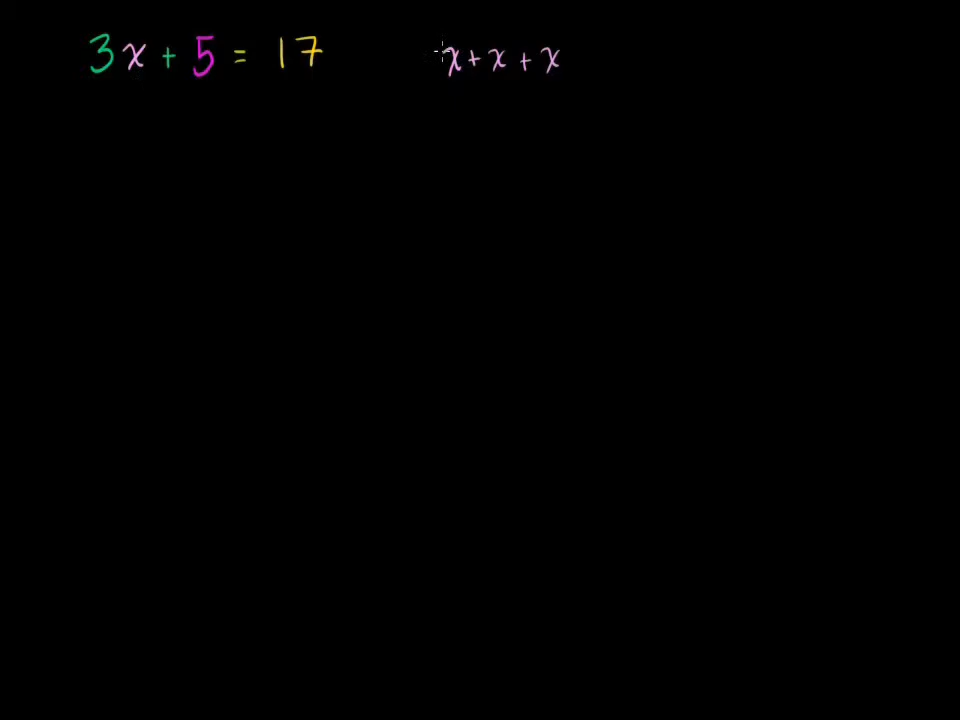 3x + 5 = 17 x + x + x